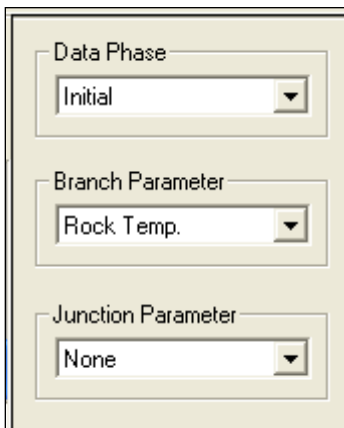 Data Phase
Initial
Branch Parameter
Rock Temp.
Junction Parameter
None